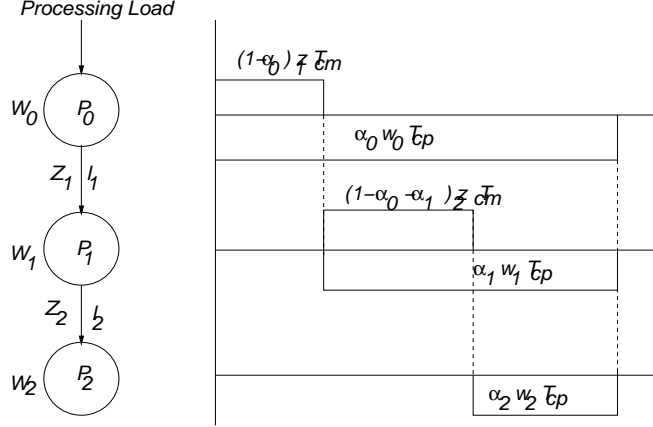 Processing Load
(1-α0) z1 Tcm
W0 P0
α0 w0 Tcp
Z1 l1
(1-α0-α1) z2 Tcm
W1 P1
α1 w1 Tcp
Z2 l2
W2 P2
α2 w2 Tcp